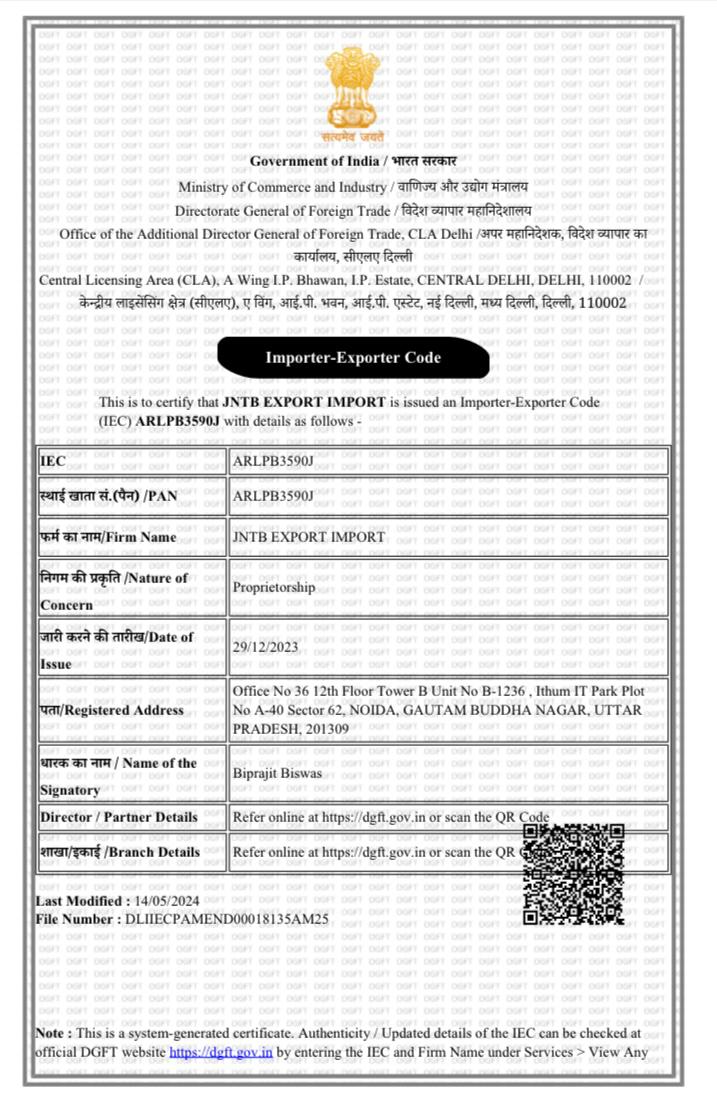 सत्यमेव जयते
Government of India / भारत सरकार
Ministry of Commerce and Industry / वाणिज्य और उद्योग मंत्रालय
Directorate General of Foreign Trade / विदेश व्यापार महानिदेशालय
Office of the Additional Director General of Foreign Trade, CLA Delhi /अपर महानिदेशक, विदेश व्यापार का
कार्यालय, सीएलए दिल्ली
Central Licensing Area (CLA), A Wing I.P. Bhawan, I.P. Estate, CENTRAL DELHI, DELHI, 110002 /
केन्द्रीय लाइसेंसिंग क्षेत्र (सीएलए), ए विंग, आई.पी. भवन, आई.पी. एस्टेट, नई दिल्ली, मध्य दिल्ली, दिल्ली, 110002
Importer-Exporter Code
This is to certify that JNTB EXPORT IMPORT is issued an Importer-Exporter Code
(IEC) ARLPB3590J with details as follows -
IEC ARLPB3590J
स्थाई खाता सं.(पैन) /PAN ARLPB3590J
फर्म का नाम/Firm Name JNTB EXPORT IMPORT
निगम की प्रकृति /Nature of
Concern
Proprietorship
जारी करने की तारीख/Date of
Issue
29/12/2023
पता/Registered Address
Office No 36 12th Floor Tower B Unit No B-1236 , Ithum IT Park Plot
No A-40 Sector 62, NOIDA, GAUTAM BUDDHA NAGAR, UTTAR
PRADESH, 201309
धारक का नाम / Name of the
Signatory
Biprajit Biswas
Director / Partner Details Refer online at https://dgft.gov.in or scan the QR Code
शाखा/इकाई /Branch Details Refer online at https://dgft.gov.in or scan the QR
Last Modified : 14/05/2024
File Number : DLIIECPAMEND00018135AM25
Note : This is a system-generated certificate. Authenticity / Updated details of the IEC can be checked at
official DGFT website https://dgft.gov.in by entering the IEC and Firm Name under Services > View Any